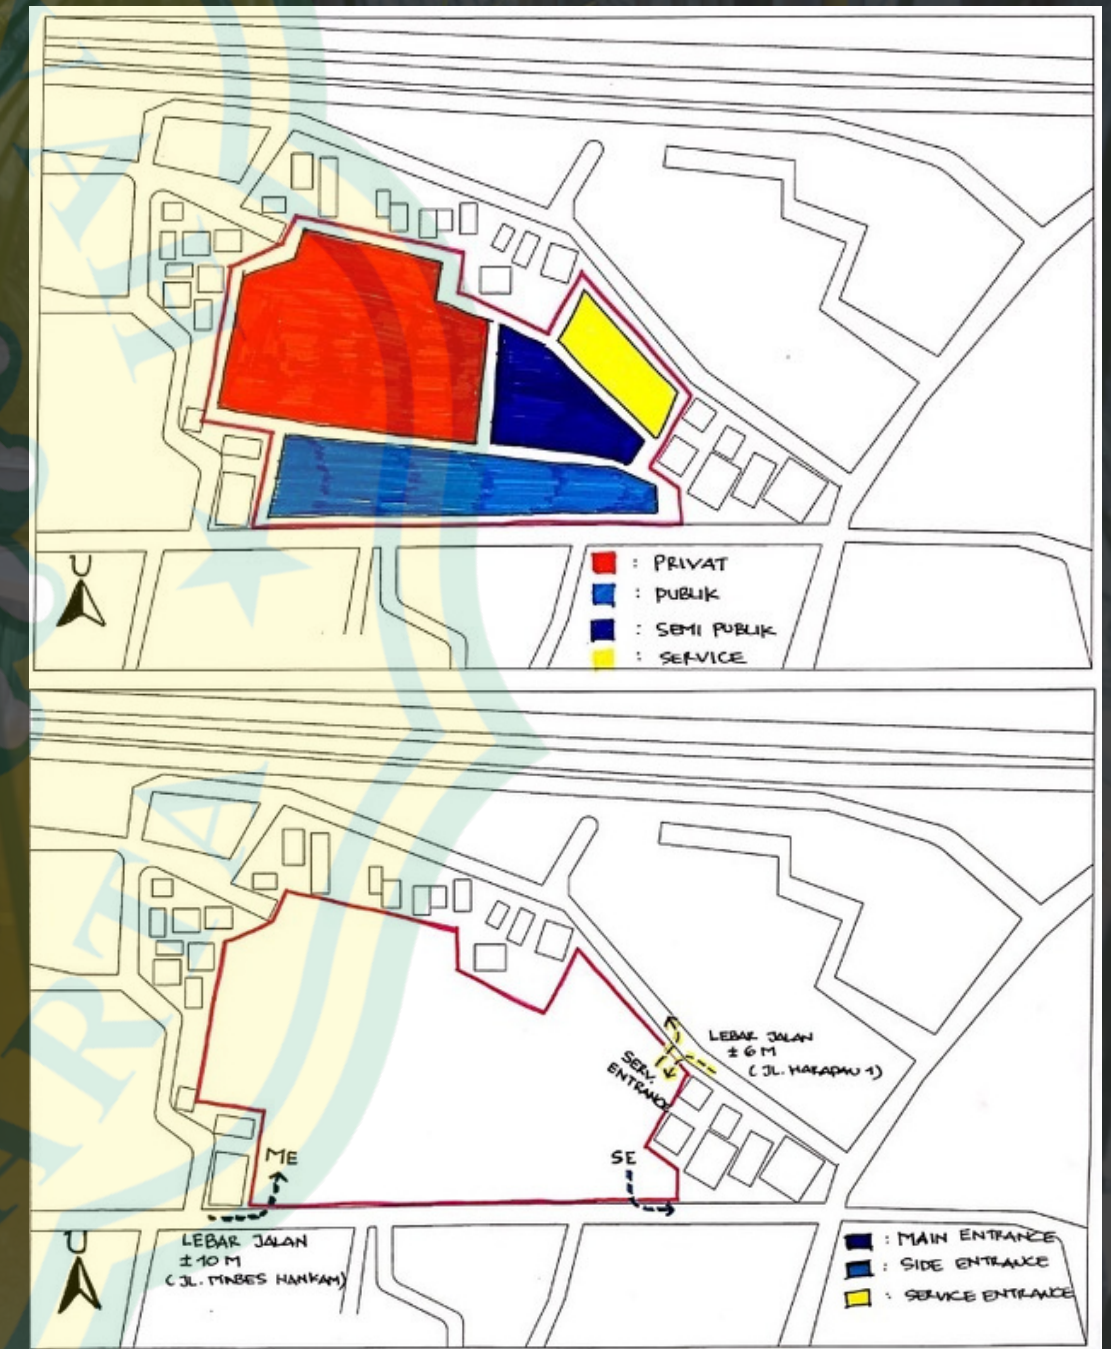 U
: PRIVAT
: PUBLIK
: SEMI PUBLIK
: SERVICE
LEBAR JALAN
± 6 M
(JL. HARAPAN 1)
SERV.
ENTRANCE
ME
SE
LEBAR JALAN
± 10 M
(JL. MABES HANKAM)
U
: MAIN ENTRANCE
: SIDE ENTRANCE
: SERVICE ENTRANCE